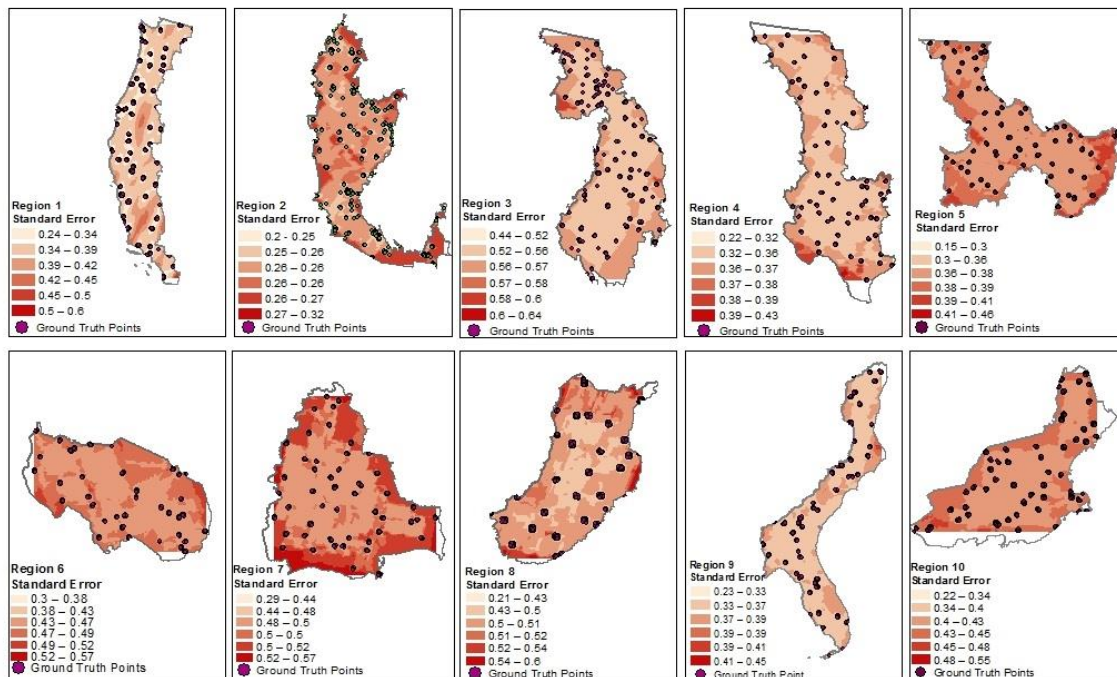 Region 1
Standard Error
0.24 – 0.34
0.34 – 0.39
0.39 – 0.42
0.42 – 0.45
0.45 – 0.5
0.5 – 0.6
Ground Truth Points
Region 2
Standard Error
0.2 - 0.25
0.25 – 0.26
0.26 – 0.26
0.26 – 0.26
0.26 – 0.27
0.27 – 0.32
Ground Truth Points
Region 3
Standard Error
0.44 – 0.52
0.52 – 0.56
0.56 – 0.57
0.57 – 0.58
0.58 – 0.6
0.6 – 0.64
Ground Truth Points
Region 4
Standard Error
0.22 – 0.32
0.32 – 0.36
0.36 – 0.37
0.37 – 0.38
0.38 – 0.39
0.39 – 0.43
Ground Truth Points
Region 5
Standard Error
0.15 – 0.3
0.3 – 0.36
0.36 – 0.38
0.38 – 0.39
0.39 – 0.41
0.41 – 0.46
Ground Truth Points
Region 6
Standard Error
0.3 – 0.38
0.38 – 0.43
0.43 – 0.47
0.47 – 0.49
0.49 – 0.52
0.52 – 0.57
Ground Truth Points
Region 7
Standard Error
0.29 – 0.44
0.44 – 0.48
0.48 – 0.5
0.5 – 0.5
0.5 – 0.52
0.52 – 0.57
Ground Truth Points
Region 8
Standard Error
0.21 – 0.43
0.43 – 0.5
0.5 – 0.51
0.51 – 0.52
0.52 – 0.54
0.54 – 0.6
Ground Truth Points
Region 9
Standard Error
0.23 – 0.33
0.33 – 0.37
0.37 – 0.39
0.39 – 0.39
0.39 – 0.41
0.41 – 0.45
Ground Truth Point
Region 10
Standard Error
0.22 – 0.34
0.34 – 0.4
0.4 – 0.43
0.43 – 0.45
0.45 – 0.48
0.48 – 0.55
Ground Truth Points